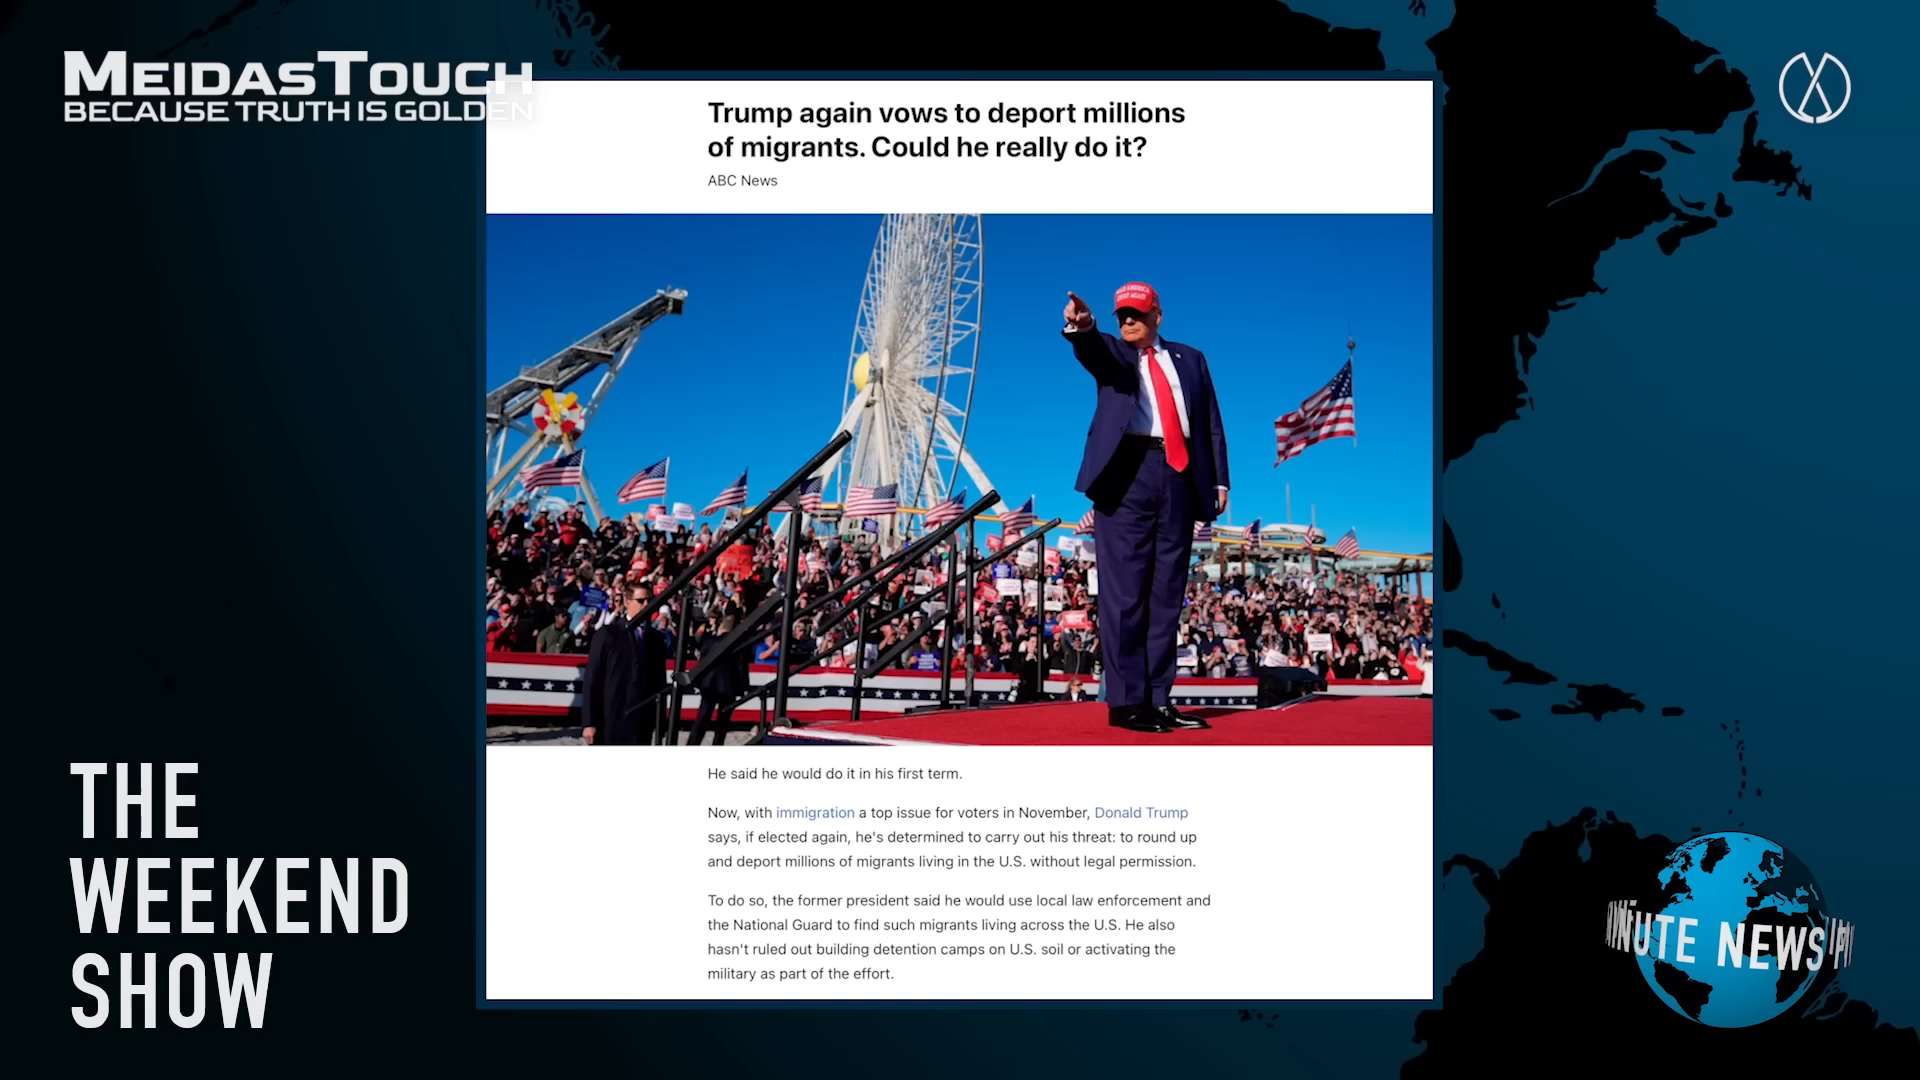 MEIDASTOUCH
BECAUSE TRUTH IS GOLDEN
Trump again vows to deport millions
of migrants. Could he really do it?
ABC News
He said he would do it in his first term.
Now, with immigration a top issue for voters in November, Donald Trump
says, if elected again, he's determined to carry out his threat: to round up
and deport millions of migrants living in the U.S. without legal permission.
To do so, the former president said he would use local law enforcement and
the National Guard to find such migrants living across the U.S. He also
hasn't ruled out building detention camps on U.S. soil or activating the
military as part of the effort.
THE
WEEKEND
SHOW
NEWS